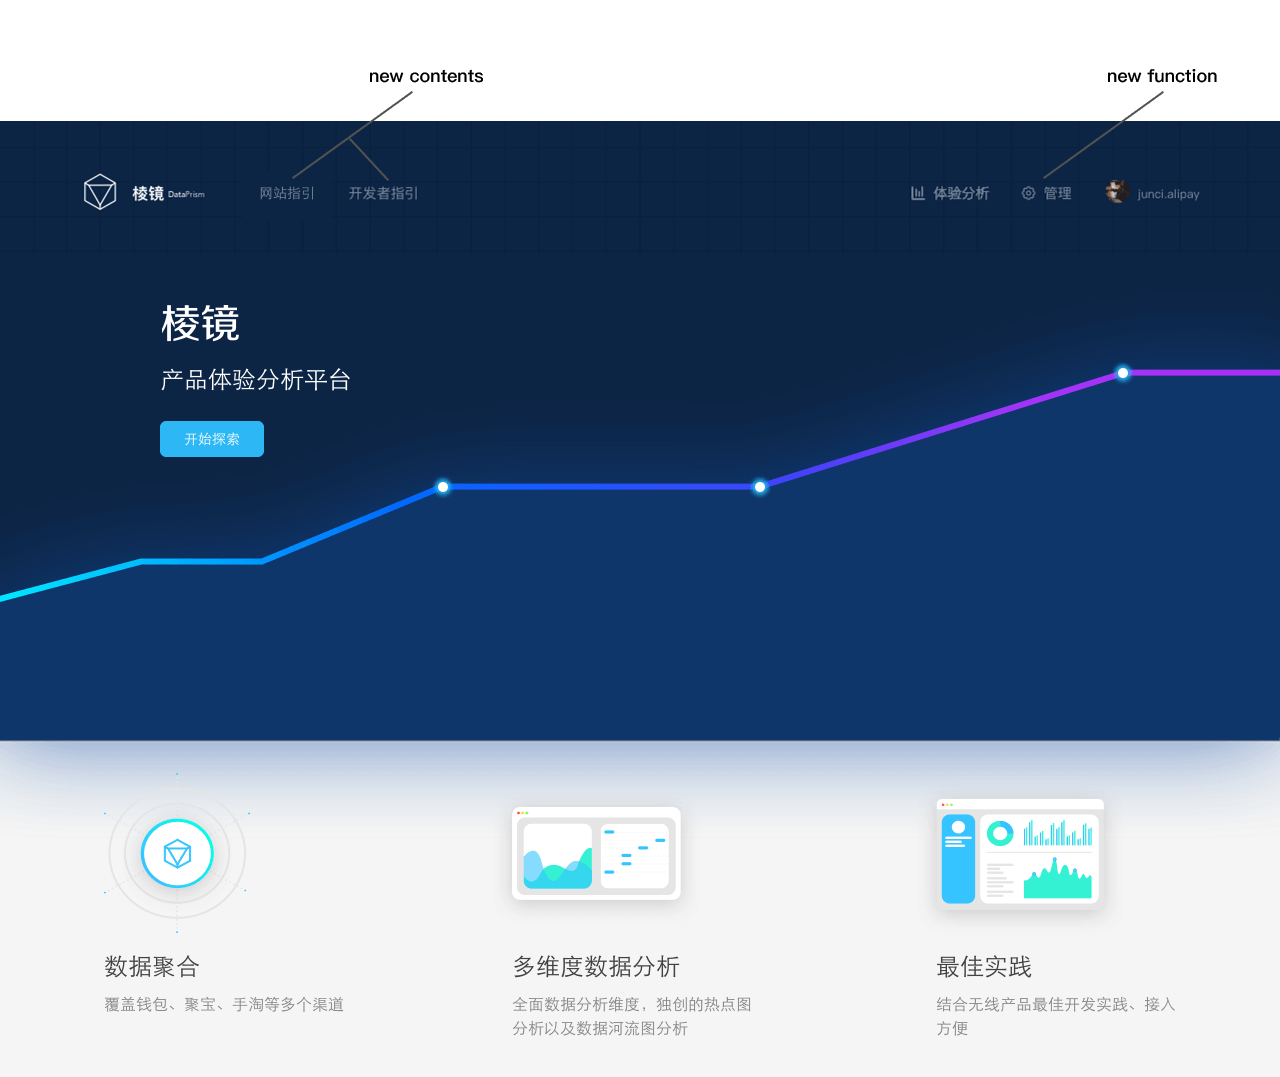 new contents
new function
棱镜 DataPrism
网站指引
开发者指引
体验分析
管理
junci.alipay
棱镜
产品体验分析平台
开始探索
数据聚合
覆盖钱包、聚宝、手淘等多个渠道
多维度数据分析
全面数据分析维度，独创的热点图
分析以及数据河流图分析
最佳实践
结合无线产品最佳开发实践、接入
方便